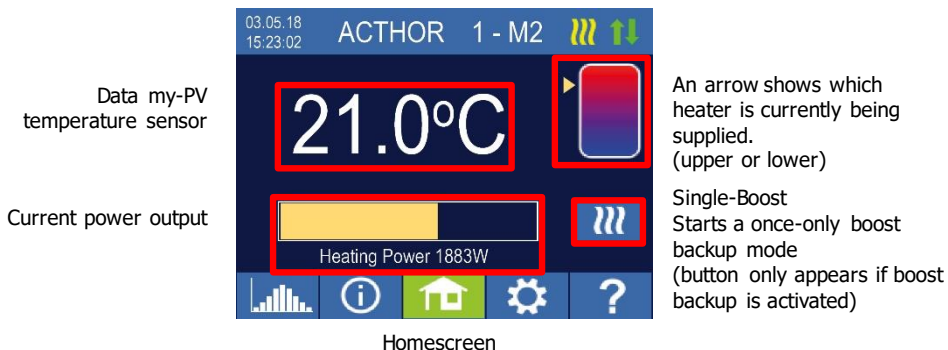 03.05.18
15:23:02
ACTHOR 1 - M2
Data my-PV
temperature sensor
21.0°C
An arrow shows which
heater is currently being
supplied.
(upper or lower)
Current power output
Heating Power 1883W
Single-Boost
Starts a once-only boost
backup mode
(button only appears if boost
backup is activated)
?
Homescreen